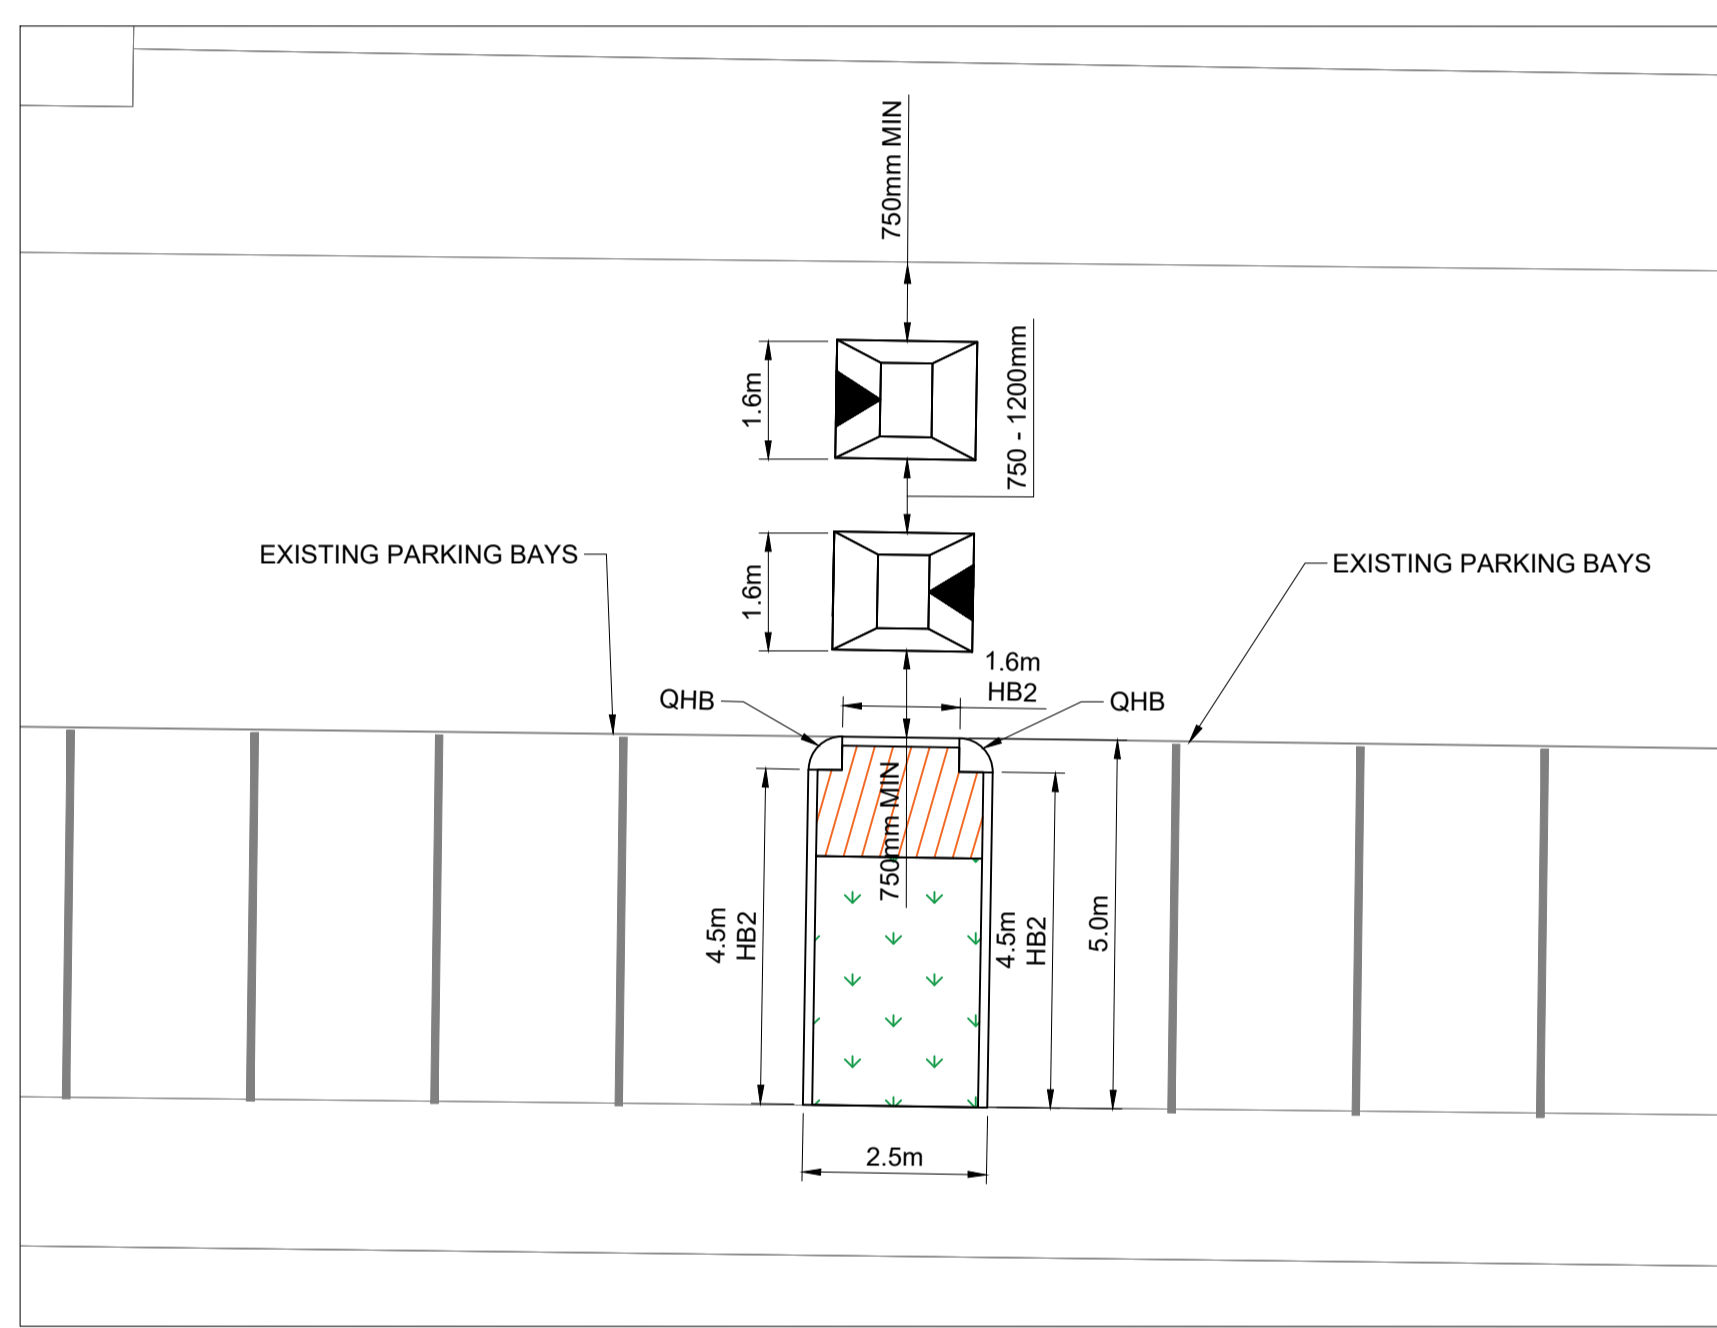 750mm MIN
750 - 1200mm
1.6m
EXISTING PARKING BAYS
EXISTING PARKING BAYS
1.6m
1.6m
HB2
QHB
QHB
750mm MIN
4.5m
HB2
4.5m
HB2
5.0m
2.5m